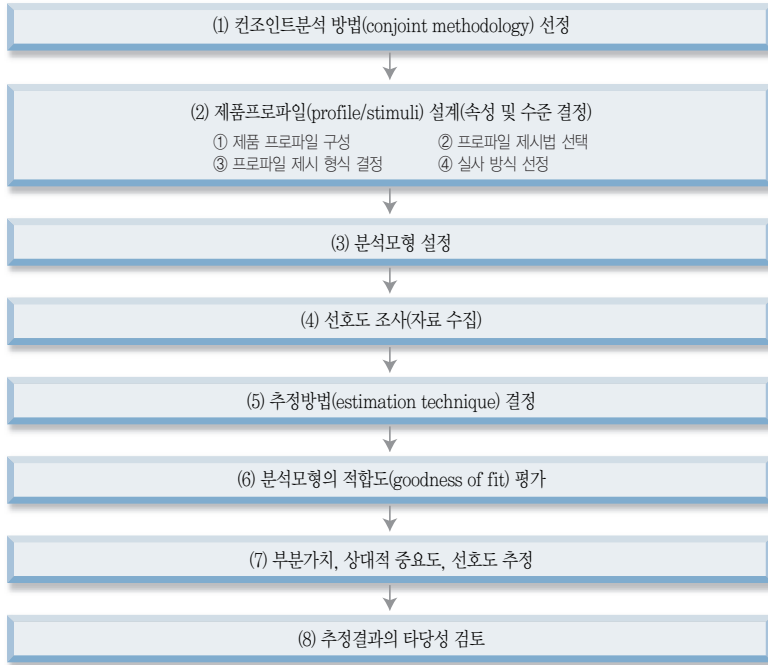 (1) 컨조인트분석 방법(conjoint methodology) 선정
(2) 제품프로파일(profile/stimuli) 설계(속성 및 수준 결정)
① 제품 프로파일 구성 ② 프로파일 제시법 선택
③ 프로파일 제시 형식 결정 ④ 실사 방식 선정
(3) 분석모형 설정
(4) 선호도 조사(자료 수집)
(5) 추정방법(estimation technique) 결정
(6) 분석모형의 적합도(goodness of fit) 평가
(7) 부분가치, 상대적 중요도, 선호도 추정
(8) 추정결과의 타당성 검토